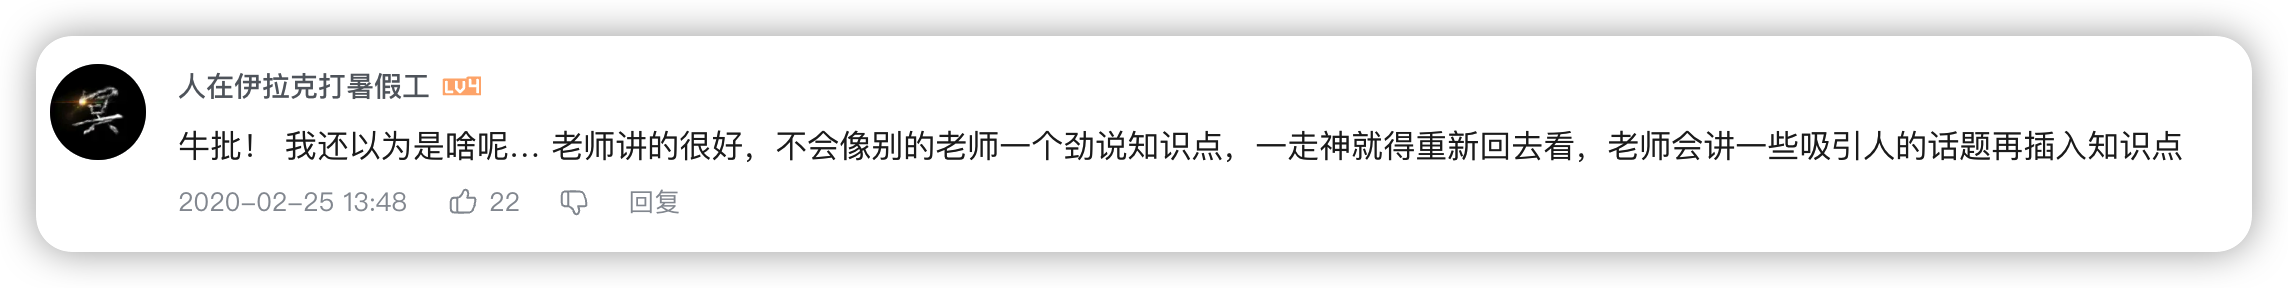 冥
人在伊拉克打暑假工 LV4
牛批！ 我还以为是啥呢... 老师讲的很好，不会像别的老师一个劲说知识点，一走神就得重新回去看，老师会讲一些吸引人的话题再插入知识点
2020-02-25 13:48 22 回复